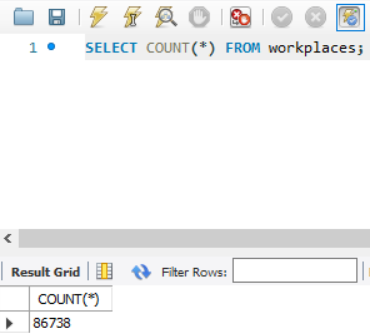 1 SELECT COUNT(*) FROM workplaces;
Result Grid Filter Rows:
COUNT(*)
86738